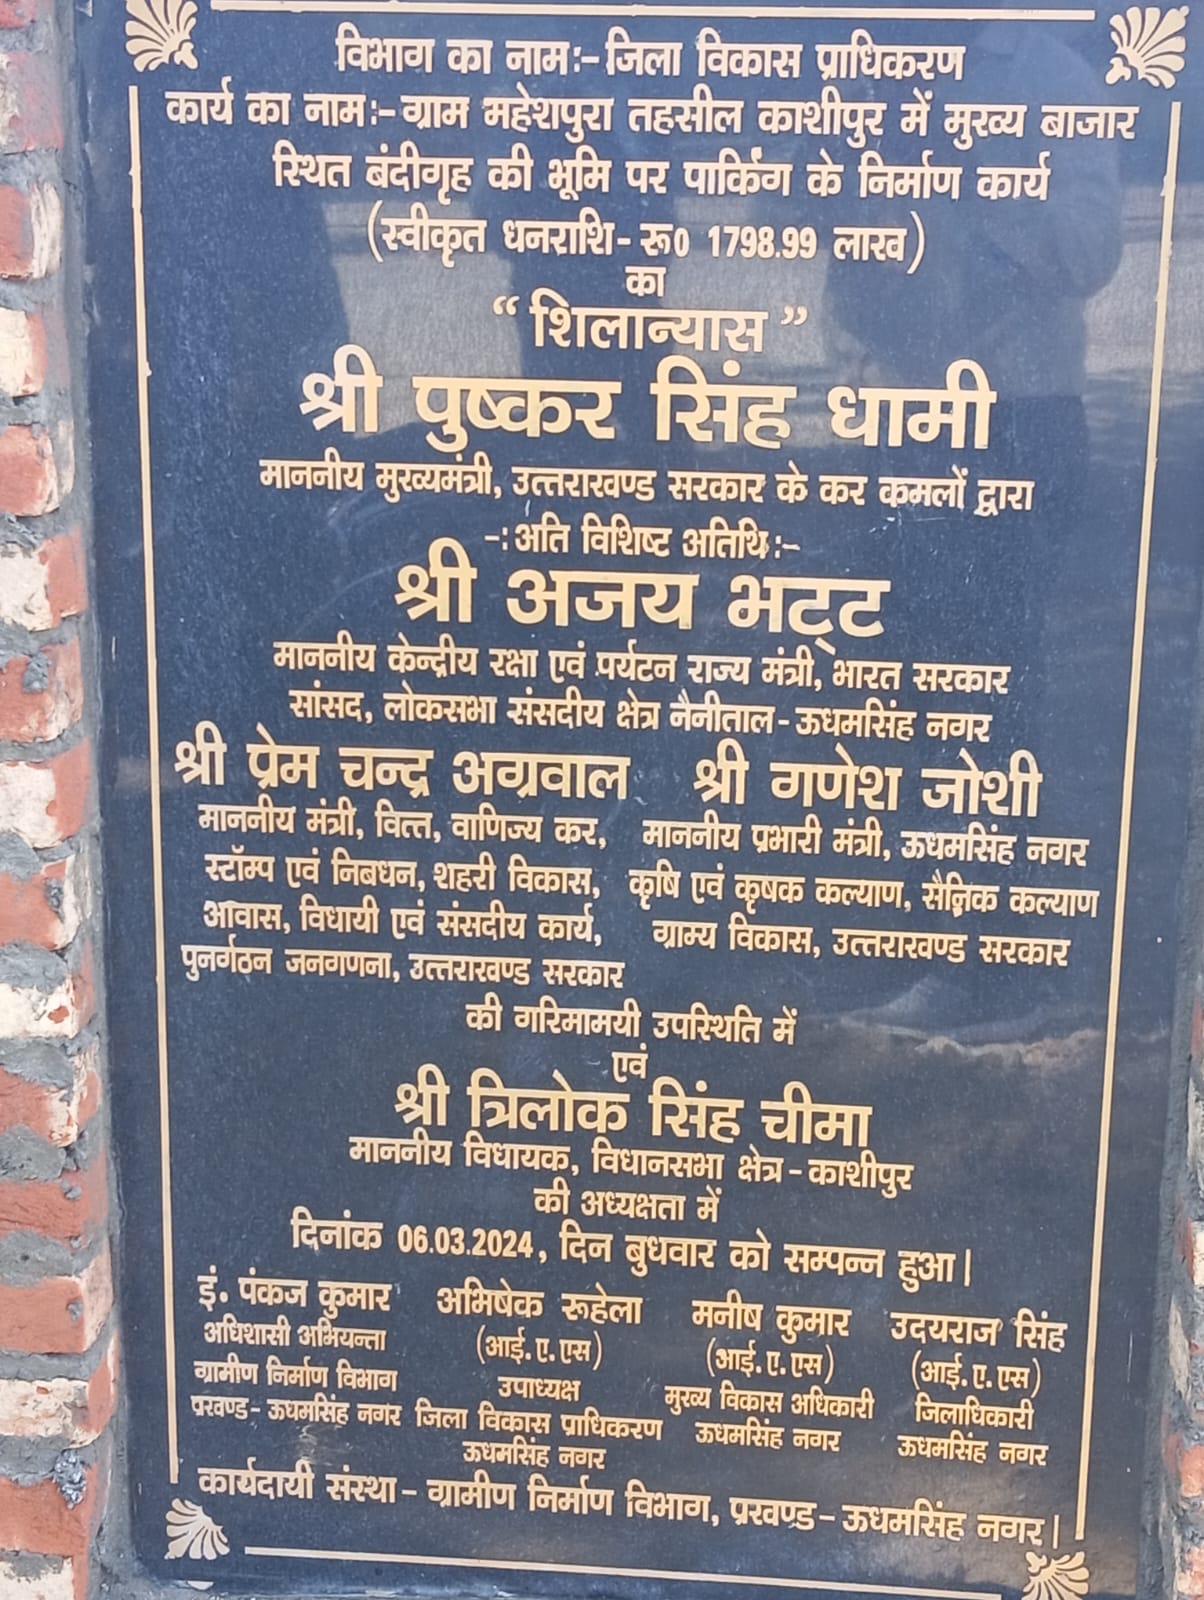 विभाग का नामः- जिला विकास प्राधिकरण
कार्य का नामः- ग्राम महेशपुरा तहसील काशीपुर में मुख्य बाजार
स्थित बंदीगृह की भूमि पर पार्किंग के निर्माण कार्य
(स्वीकृत धनराशि- रू0 1798.99 लाख)
का
“ शिलान्यास ”
श्री पुष्कर सिंह धामी
माननीय मुख्यमंत्री, उत्तराखण्ड सरकार के कर कमलों द्वारा
-:अति विशिष्ट अतिथि:-
श्री अजय भट्ट
माननीय केन्द्रीय रक्षा एवं पर्यटन राज्य मंत्री, भारत सरकार
सांसद, लोकसभा संसदीय क्षेत्र नैनीताल- ऊधमसिंह नगर
श्री प्रेम चन्द्र अग्रवाल
माननीय मंत्री, वित्त, वाणिज्य कर,
स्टॉम्प एवं निबधन, शहरी विकास,
आवास, विधायी एवं संसदीय कार्य,
पुनर्गठन जनगणना, उत्तराखण्ड सरकार
श्री गणेश जोशी
माननीय प्रभारी मंत्री, ऊधमसिंह नगर
कृषि एवं कृषक कल्याण, सैनिक कल्याण
ग्राम्य विकास, उत्तराखण्ड सरकार
की गरिमामयी उपस्थिति में
एवं
श्री त्रिलोक सिंह चीमा
माननीय विधायक, विधानसभा क्षेत्र - काशीपुर
की अध्यक्षता में
दिनांक 06.03.2024, दिन बुधवार को सम्पन्न हुआ।
इं. पंकज कुमार
अधिशासी अभियन्ता
ग्रामीण निर्माण विभाग
प्रखण्ड- ऊधमसिंह नगर
अभिषेक रूहेला
(आई.ए.एस)
उपाध्यक्ष
जिला विकास प्राधिकरण
ऊधमसिंह नगर
मनीष कुमार
(आई.ए.एस)
मुख्य विकास अधिकारी
ऊधमसिंह नगर
उदयराज सिंह
(आई.ए.एस)
जिलाधिकारी
ऊधमसिंह नगर
कार्यदायी संस्था- ग्रामीण निर्माण विभाग, प्रखण्ड- ऊधमसिंह नगर।